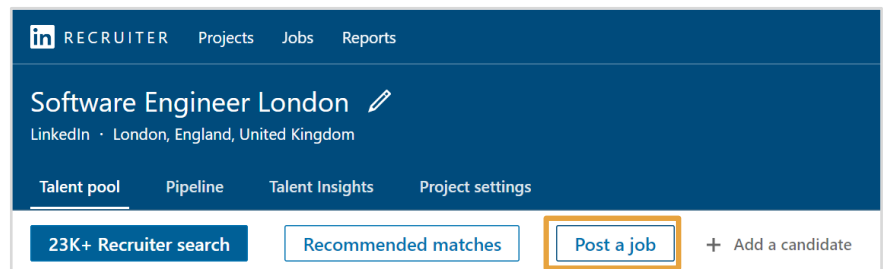 in RECRUITER Projects Jobs Reports
Software Engineer London
LinkedIn · London, England, United Kingdom
Talent pool Pipeline Talent Insights Project settings
23K+ Recruiter search Recommended matches Post a job + Add a candidate